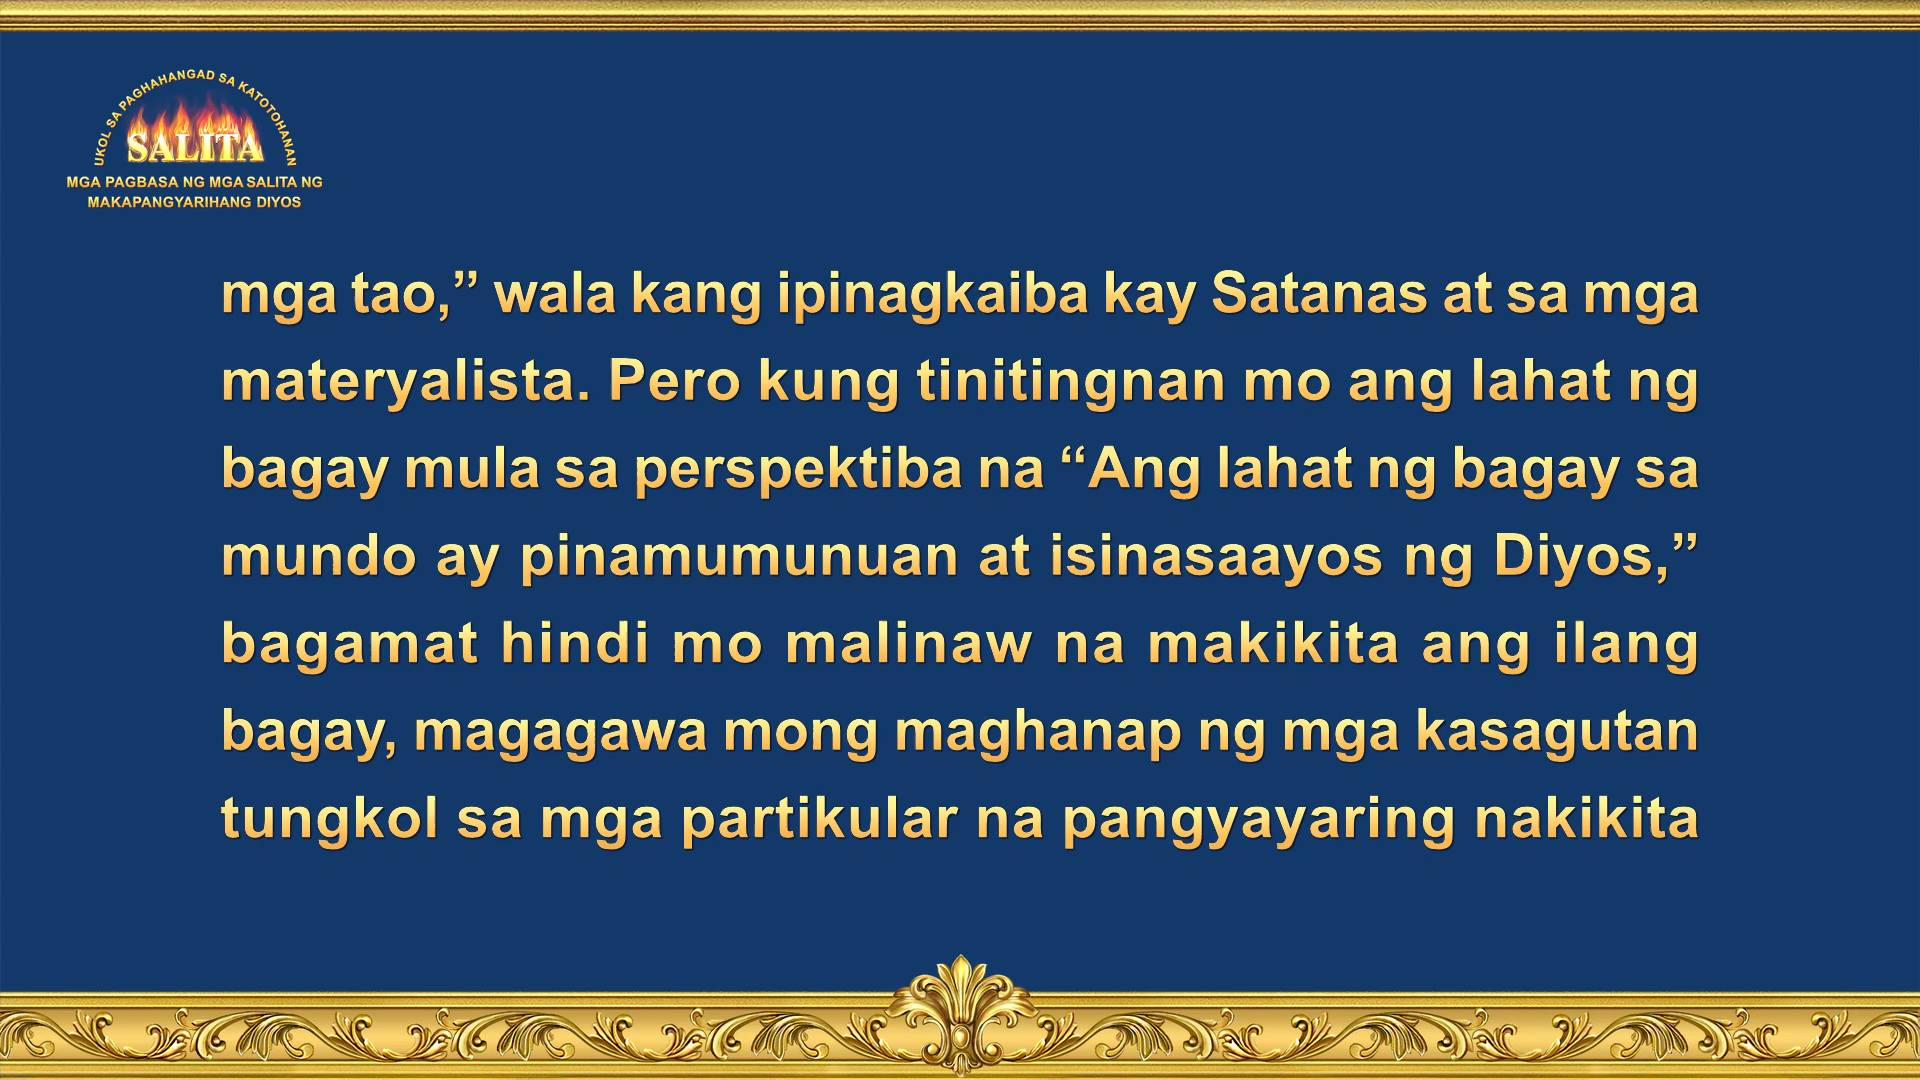 UKOL SA PAGHAHANGAD SA KATOTOHANAN
SALITA
MGA PAGBASA NG MGA SALITA NG
MAKAPANGYARIHANG DIYOS
mga tao,” wala kang ipinagkaiba kay Satanas at sa mga
materyalista. Pero kung tinitingnan mo ang lahat ng
bagay mula sa perspektiba na “Ang lahat ng bagay sa
mundo ay pinamumunuan at isinasaayos ng Diyos,”
bagamat hindi mo malinaw na makikita ang ilang
bagay, magagawa mong maghanap ng mga kasagutan
tungkol sa mga partikular na pangyayaring nakikita